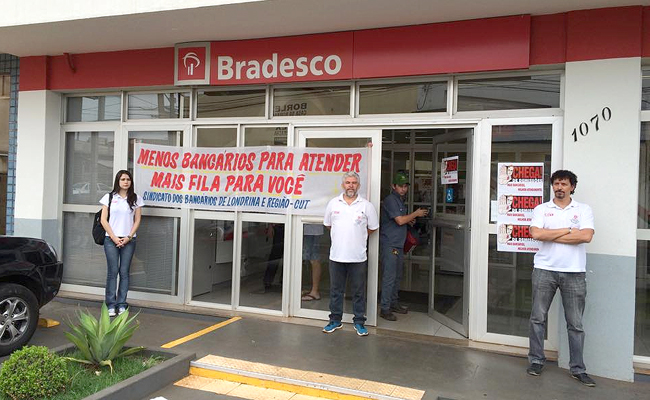 Bradesco
BORLE
1070
MENOS BANCÁRIOS PARA ATENDER
MAIS FILA PARA VOCÊ
SINDICATO DOS BANCÁRIOS DE LONDRINA E REGIÃO-CUT
CHEGA!
CHEGA!
CHEGA!